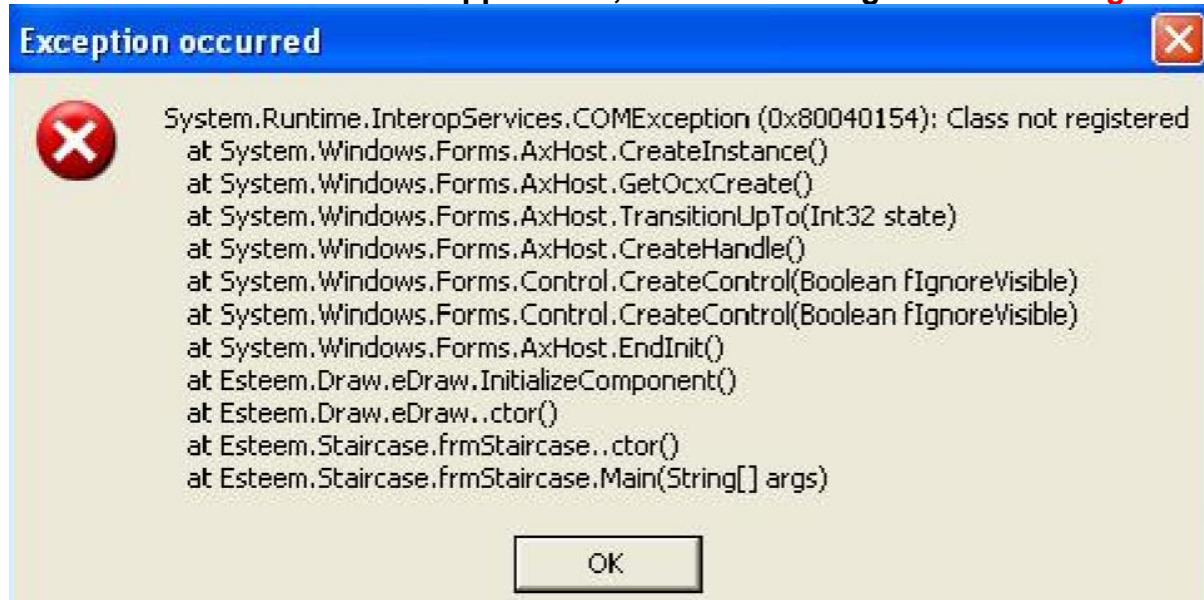 Exception occurred
System.Runtime.InteropServices.COMException (0x80040154): Class not registered
at System.Windows.Forms.AxHost.CreateInstance()
at System.Windows.Forms.AxHost.GetOcxCreate()
at System.Windows.Forms.AxHost.TransitionUpTo(Int32 state)
at System.Windows.Forms.AxHost.CreateHandle()
at System.Windows.Forms.Control.CreateControl(Boolean fIgnoreVisible)
at System.Windows.Forms.Control.CreateControl(Boolean fIgnoreVisible)
at System.Windows.Forms.AxHost.EndInit()
at Esteem.Draw.eDraw.InitializeComponent()
at Esteem.Draw.eDraw..ctor()
at Esteem.Staircase.frmStaircase..ctor()
at Esteem.Staircase.frmStaircase.Main(String[] args)
OK